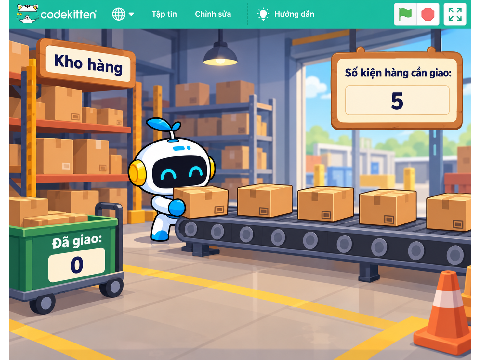 codekitten
Tập tin
Chỉnh sửa
Hướng dẫn
Kho hàng
Số kiện hàng cần giao:
5
Đã giao:
0